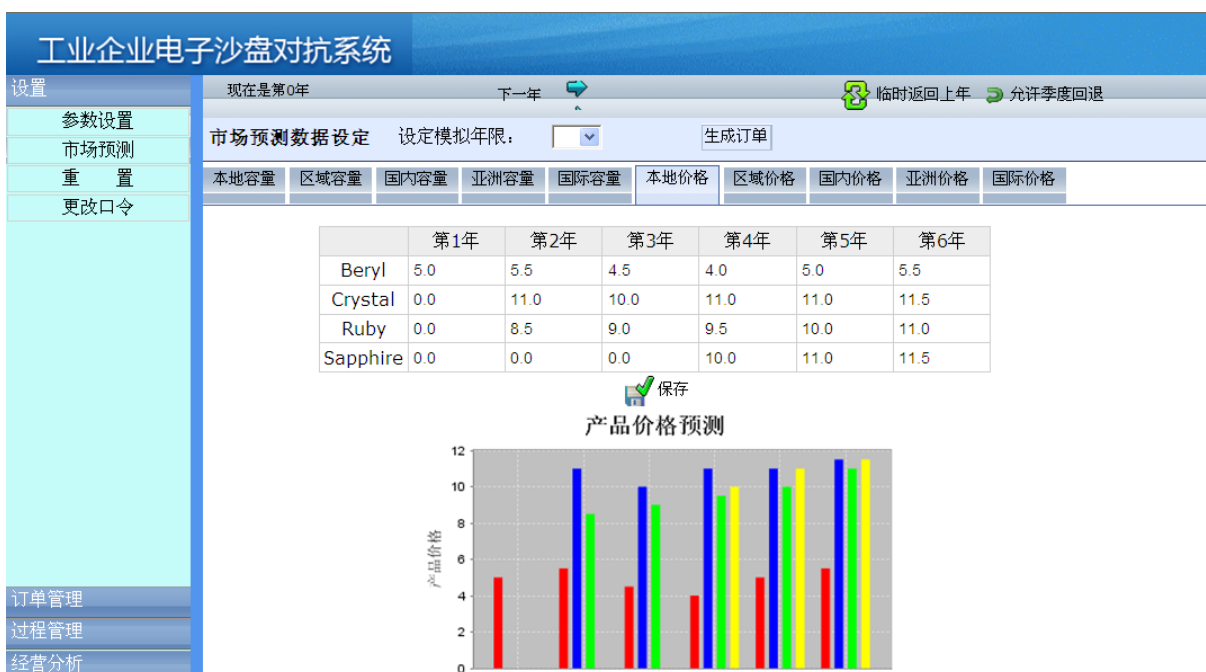 工业企业电子沙盘对抗系统
设置
现在是第0年 下一年 临时返回上年 允许季度回退
参数设置
市场预测
重 置
更改口令
市场预测数据设定 设定模拟年限： 生成订单
本地容量 区域容量 国内容量 亚洲容量 国际容量 本地价格 区域价格 国内价格 亚洲价格 国际价格
第1年 第2年 第3年 第4年 第5年 第6年
Beryl 5.0 5.5 4.5 4.0 5.0 5.5
Crystal 0.0 11.0 10.0 11.0 11.0 11.5
Ruby 0.0 8.5 9.0 9.5 10.0 11.0
Sapphire 0.0 0.0 0.0 10.0 11.0 11.5
保存
产品价格预测
产品价格
12
10
8
6
4
2
0
订单管理
过程管理
经营分析